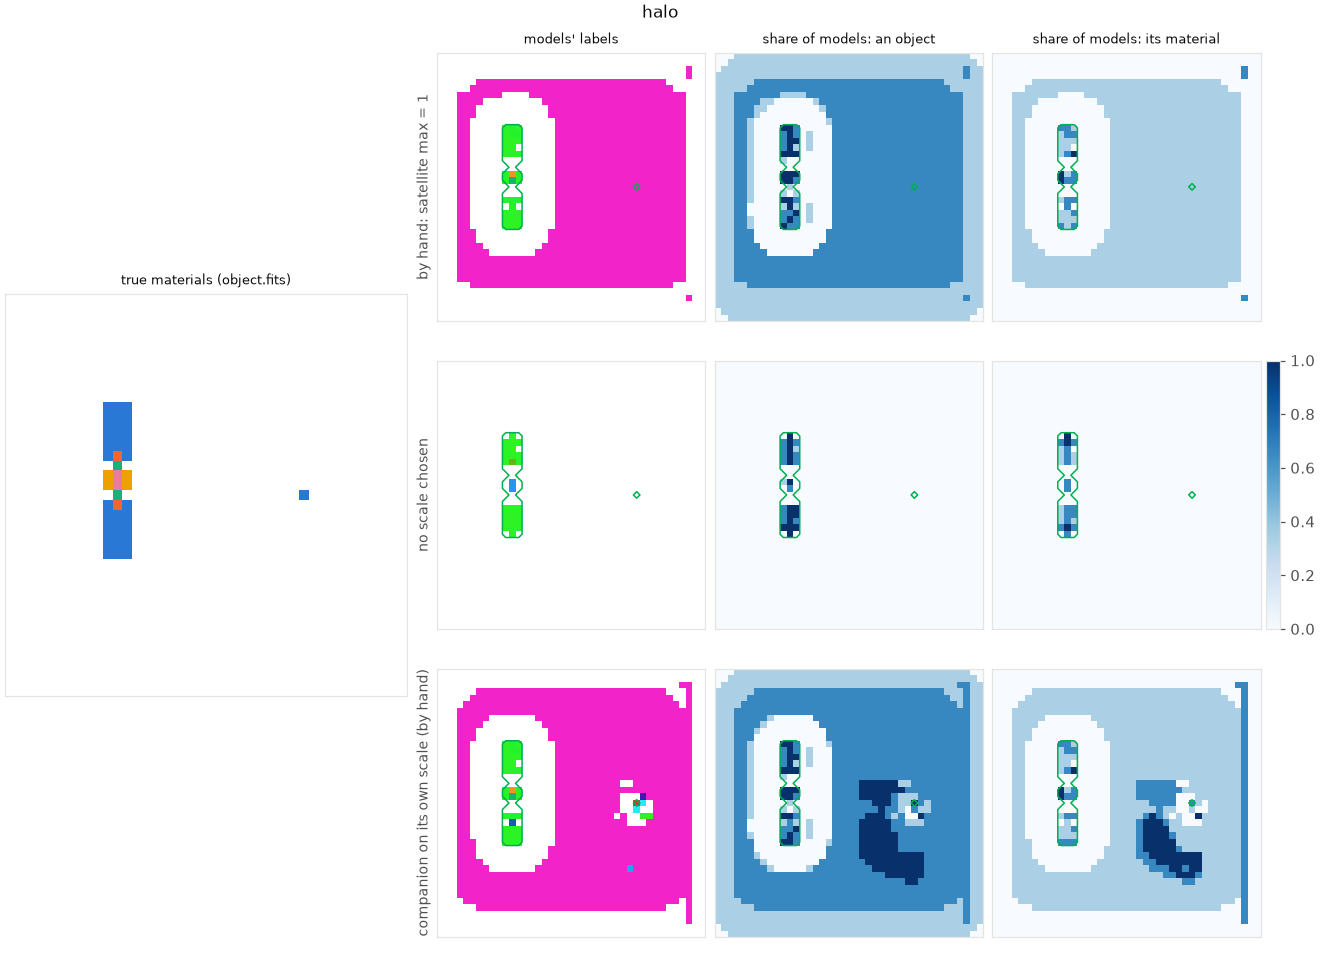 halo
models' labels
share of models: an object
share of models: its material
by hand: satellite max = 1
true materials (object.fits)
no scale chosen
1.0
0.8
0.6
0.4
0.2
0.0
companion on its own scale (by hand)